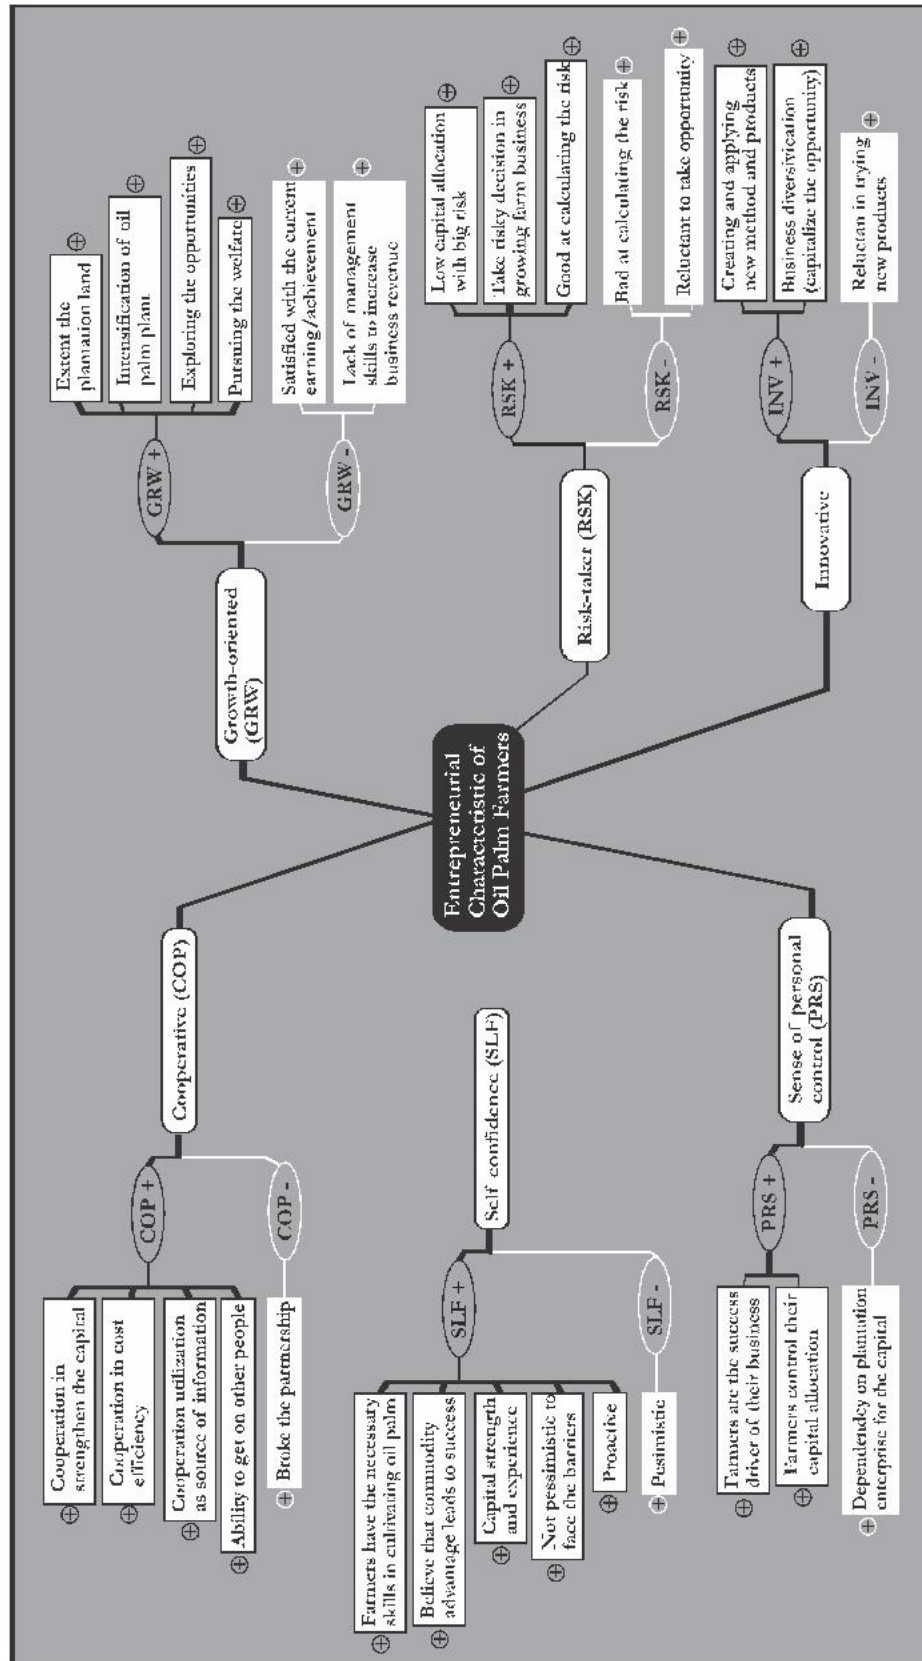 Entrepreneurial
Characteristic of
Oil Palm Farmers
Cooperative (COP)
COP +
Cooperation in
strengthen the capital
Cooperation in cost
efficiency
Cooperation utilization
as source of information
Ability to get on other people
COP -
Broke the partnership
Self confidence (SLF)
SLF +
Farmers have the necessary
skills in cultivating oil palm
Believe that commodity
advantage leads to success
Capital strength
and experience
Not pessimistic to
face the barriers
Proactive
SLF -
Pesimistic
Sense of personal
control (PRS)
PRS +
Farmers are the success
driver of their business
Farmers control their
capital allocation
PRS -
Dependency on plantation
enterprise for the capital
Growth-oriented
(GRW)
GRW +
Extent the
plantation land
Intensification of oil
palm plant
Exploring the opportunities
Pursuing the welfare
GRW -
Satisfied with the current
earning/achievement
Lack of management
skills to increase
business revenue
Risk-taker (RSK)
RSK +
Low capital allocation
with big risk
Take risky decision in
growing farm business
Good at calculating the risk
RSK -
Bad at calculating the risk
Reluctant to take opportunity
Innovative
INV +
Creating and applying
new method and products
Business diversivication
(capitalize the opportunity)
INV -
Reluctant in trying
new products